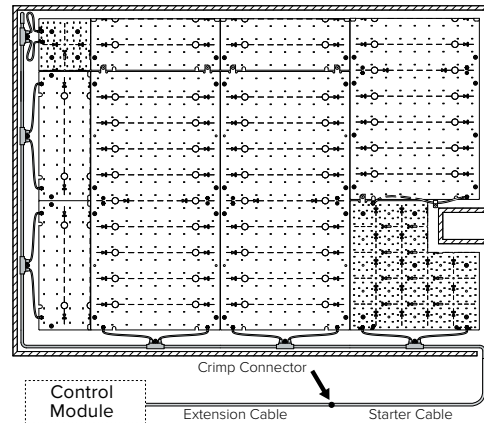 Crimp Connector
Control
Module
Extension Cable
Starter Cable